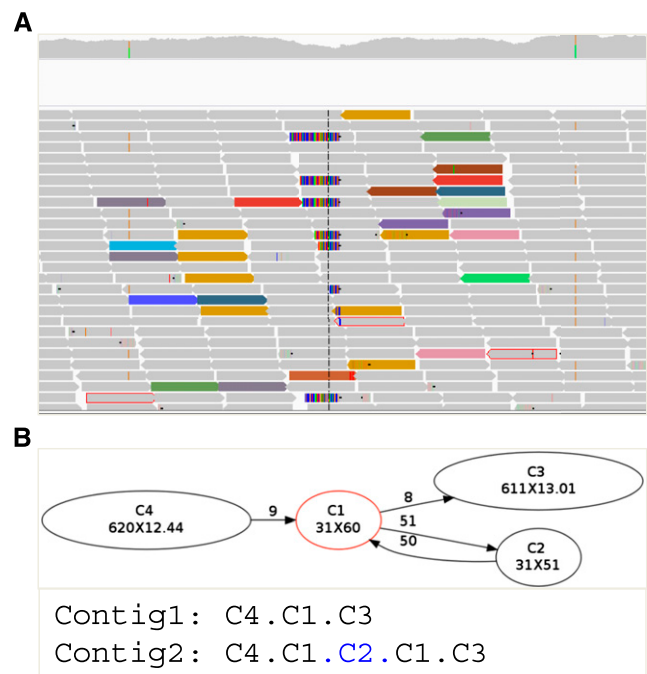 A
B
C4
620X12.44
9
C1
31X60
8
51
50
C3
611X13.01
C2
31X51
Contig1: C4.C1.C3
Contig2: C4.C1.C2.C1.C3